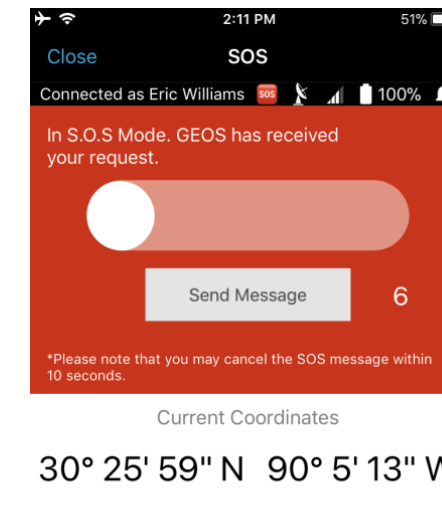 2:11 PM 51%
Close SOS
Connected as Eric Williams SOS 100%
In S.O.S Mode. GEOS has received
your request.
Send Message 6
*Please note that you may cancel the SOS message within
10 seconds.
Current Coordinates
30° 25' 59" N 90° 5' 13" W